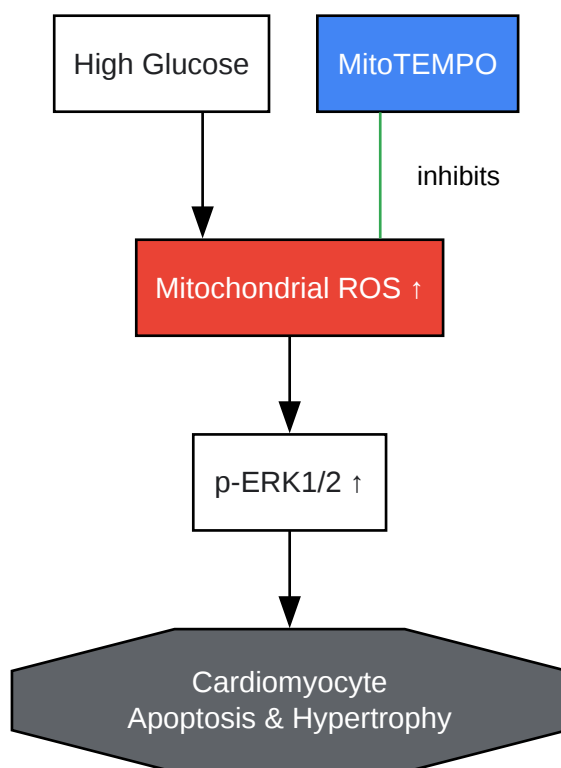 High Glucose
MitoTEMPO
inhibits
Mitochondrial ROS ↑
p-ERK1/2 ↑
Cardiomyocyte
Apoptosis & Hypertrophy